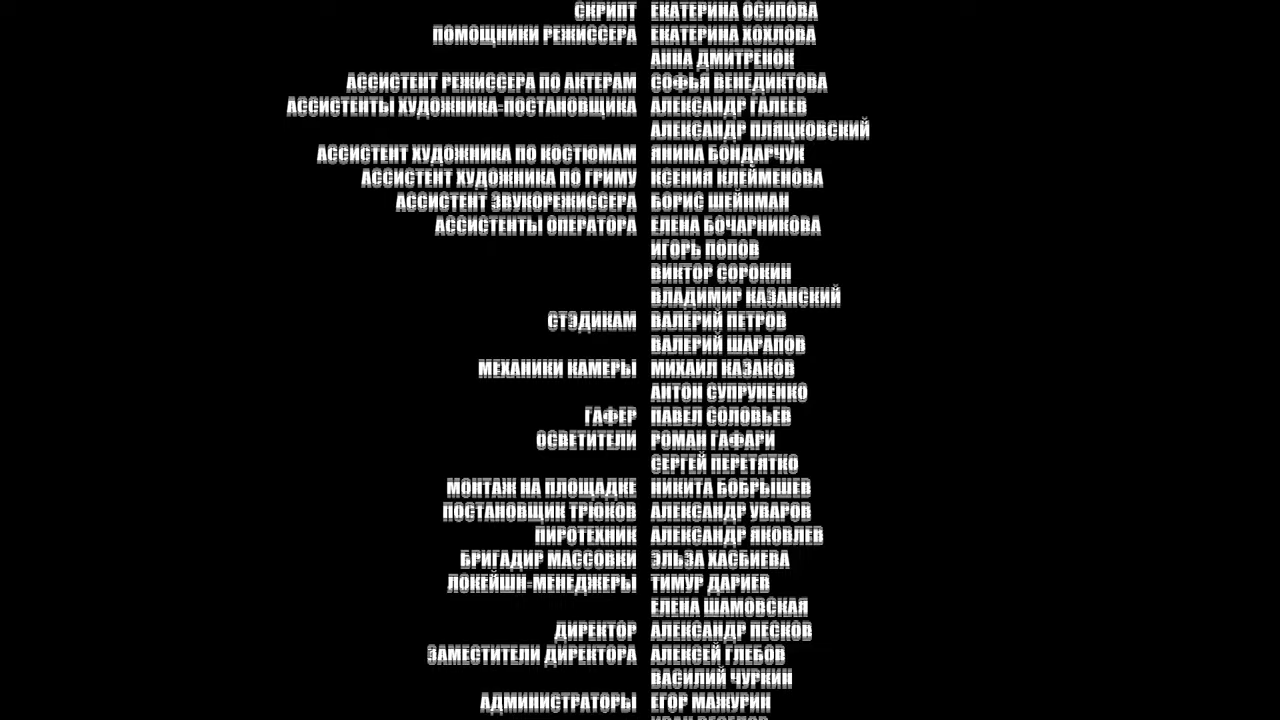 СКРИПТ ЕКАТЕРИНА ОСИПОВА
ПОМОЩНИКИ РЕЖИССЕРА ЕКАТЕРИНА ХОХЛОВА
АННА ДМИТРЕНОК
АССИСТЕНТ РЕЖИССЕРА ПО АКТЕРАМ СОФЬЯ ВЕНЕДИКТОВА
АССИСТЕНТЫ ХУДОЖНИКА-ПОСТАНОВЩИКА АЛЕКСАНДР ГАЛЕЕВ
АЛЕКСАНДР ПЛЯЦКОВСКИЙ
АССИСТЕНТ ХУДОЖНИКА ПО КОСТЮМАМ ЯНИНА БОНДАРЧУК
АССИСТЕНТ ХУДОЖНИКА ПО ГРИМУ КСЕНИЯ КЛЕЙМЕНОВА
АССИСТЕНТ ЗВУКОРЕЖИССЕРА БОРИС ШЕЙНМАН
АССИСТЕНТЫ ОПЕРАТОРА ЕЛЕНА БОЧАРНИКОВА
ИГОРЬ ПОПОВ
ВИКТОР СОРОКИН
ВЛАДИМИР КАЗАНСКИЙ
СТЭДИКАМ ВАЛЕРИЙ ПЕТРОВ
ВАЛЕРИЙ ШАРАПОВ
МЕХАНИКИ КАМЕРЫ МИХАИЛ КАЗАКОВ
АНТОН СУПРУНЕНКО
ГАФЕР ПАВЕЛ СОЛОВЬЕВ
ОСВЕТИТЕЛИ РОМАН ГАФАРИ
СЕРГЕЙ ПЕРЕТЯТКО
МОНТАЖ НА ПЛОЩАДКЕ НИКИТА БОБРЫШЕВ
ПОСТАНОВЩИК ТРЮКОВ АЛЕКСАНДР УВАРОВ
ПИРОТЕХНИК АЛЕКСАНДР ЯКОВЛЕВ
БРИГАДИР МАССОВКИ ЭЛЬЗА ХАСБИЕВА
ЛОКЕЙШН-МЕНЕДЖЕРЫ ТИМУР ДАРИЕВ
ЕЛЕНА ШАМОВСКАЯ
ДИРЕКТОР АЛЕКСАНДР ПЕСКОВ
ЗАМЕСТИТЕЛИ ДИРЕКТОРА АЛЕКСЕЙ ГЛЕБОВ
ВАСИЛИЙ ЧУРКИН
АДМИНИСТРАТОРЫ ЕГОР МАЖУРИН